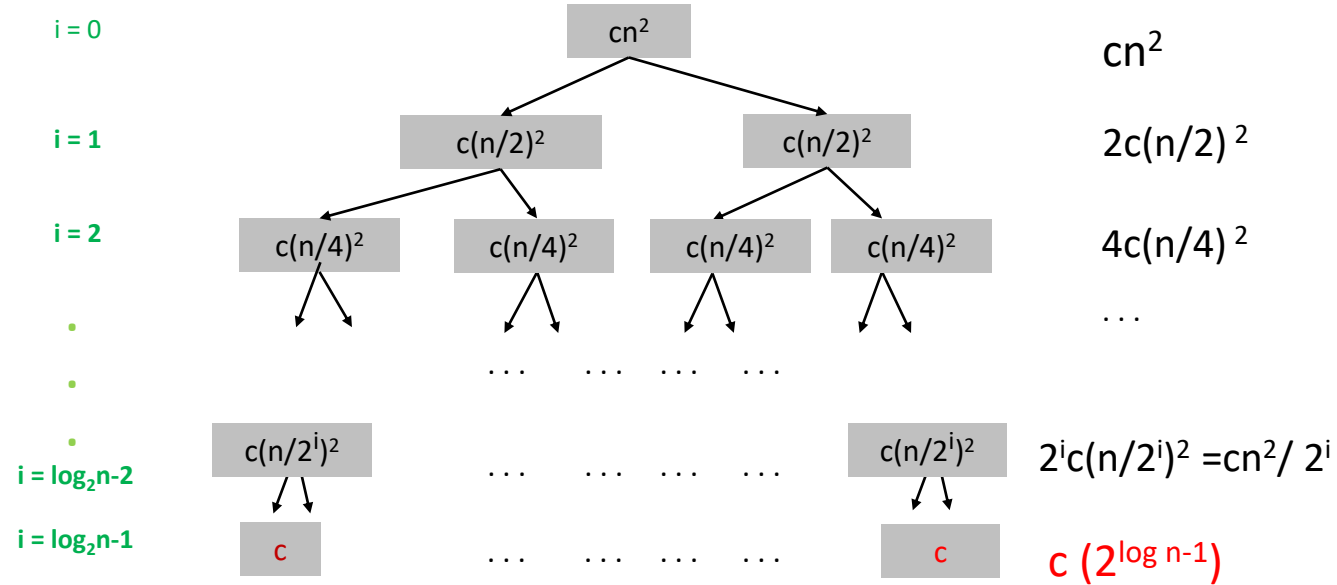 i = 0 cn² cn²
i = 1 c(n/2)² c(n/2)² 2c(n/2) ²
i = 2 c(n/4)² c(n/4)² c(n/4)² c(n/4)² 4c(n/4) ²
. . .
. . . . . . . . . . . .
c(n/2ⁱ)² c(n/2ⁱ)² 2ⁱc(n/2ⁱ)² =cn²/ 2ⁱ
i = log₂n-2 . . . . . . . . . . . .
i = log₂n-1 c . . . . . . . . . . . . c c (2^(log n-1))